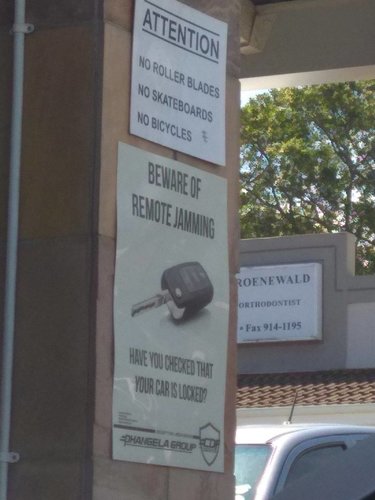 ATTENTION
NO ROLLER BLADES
NO SKATEBOARDS
NO BICYCLES
BEWARE OF
REMOTE JAMMING
HAVE YOU CHECKED THAT
YOUR CAR IS LOCKED?
DHANGELA GROUP
ROENEWALD
ORTRODONTIST
• Fax 914-1195